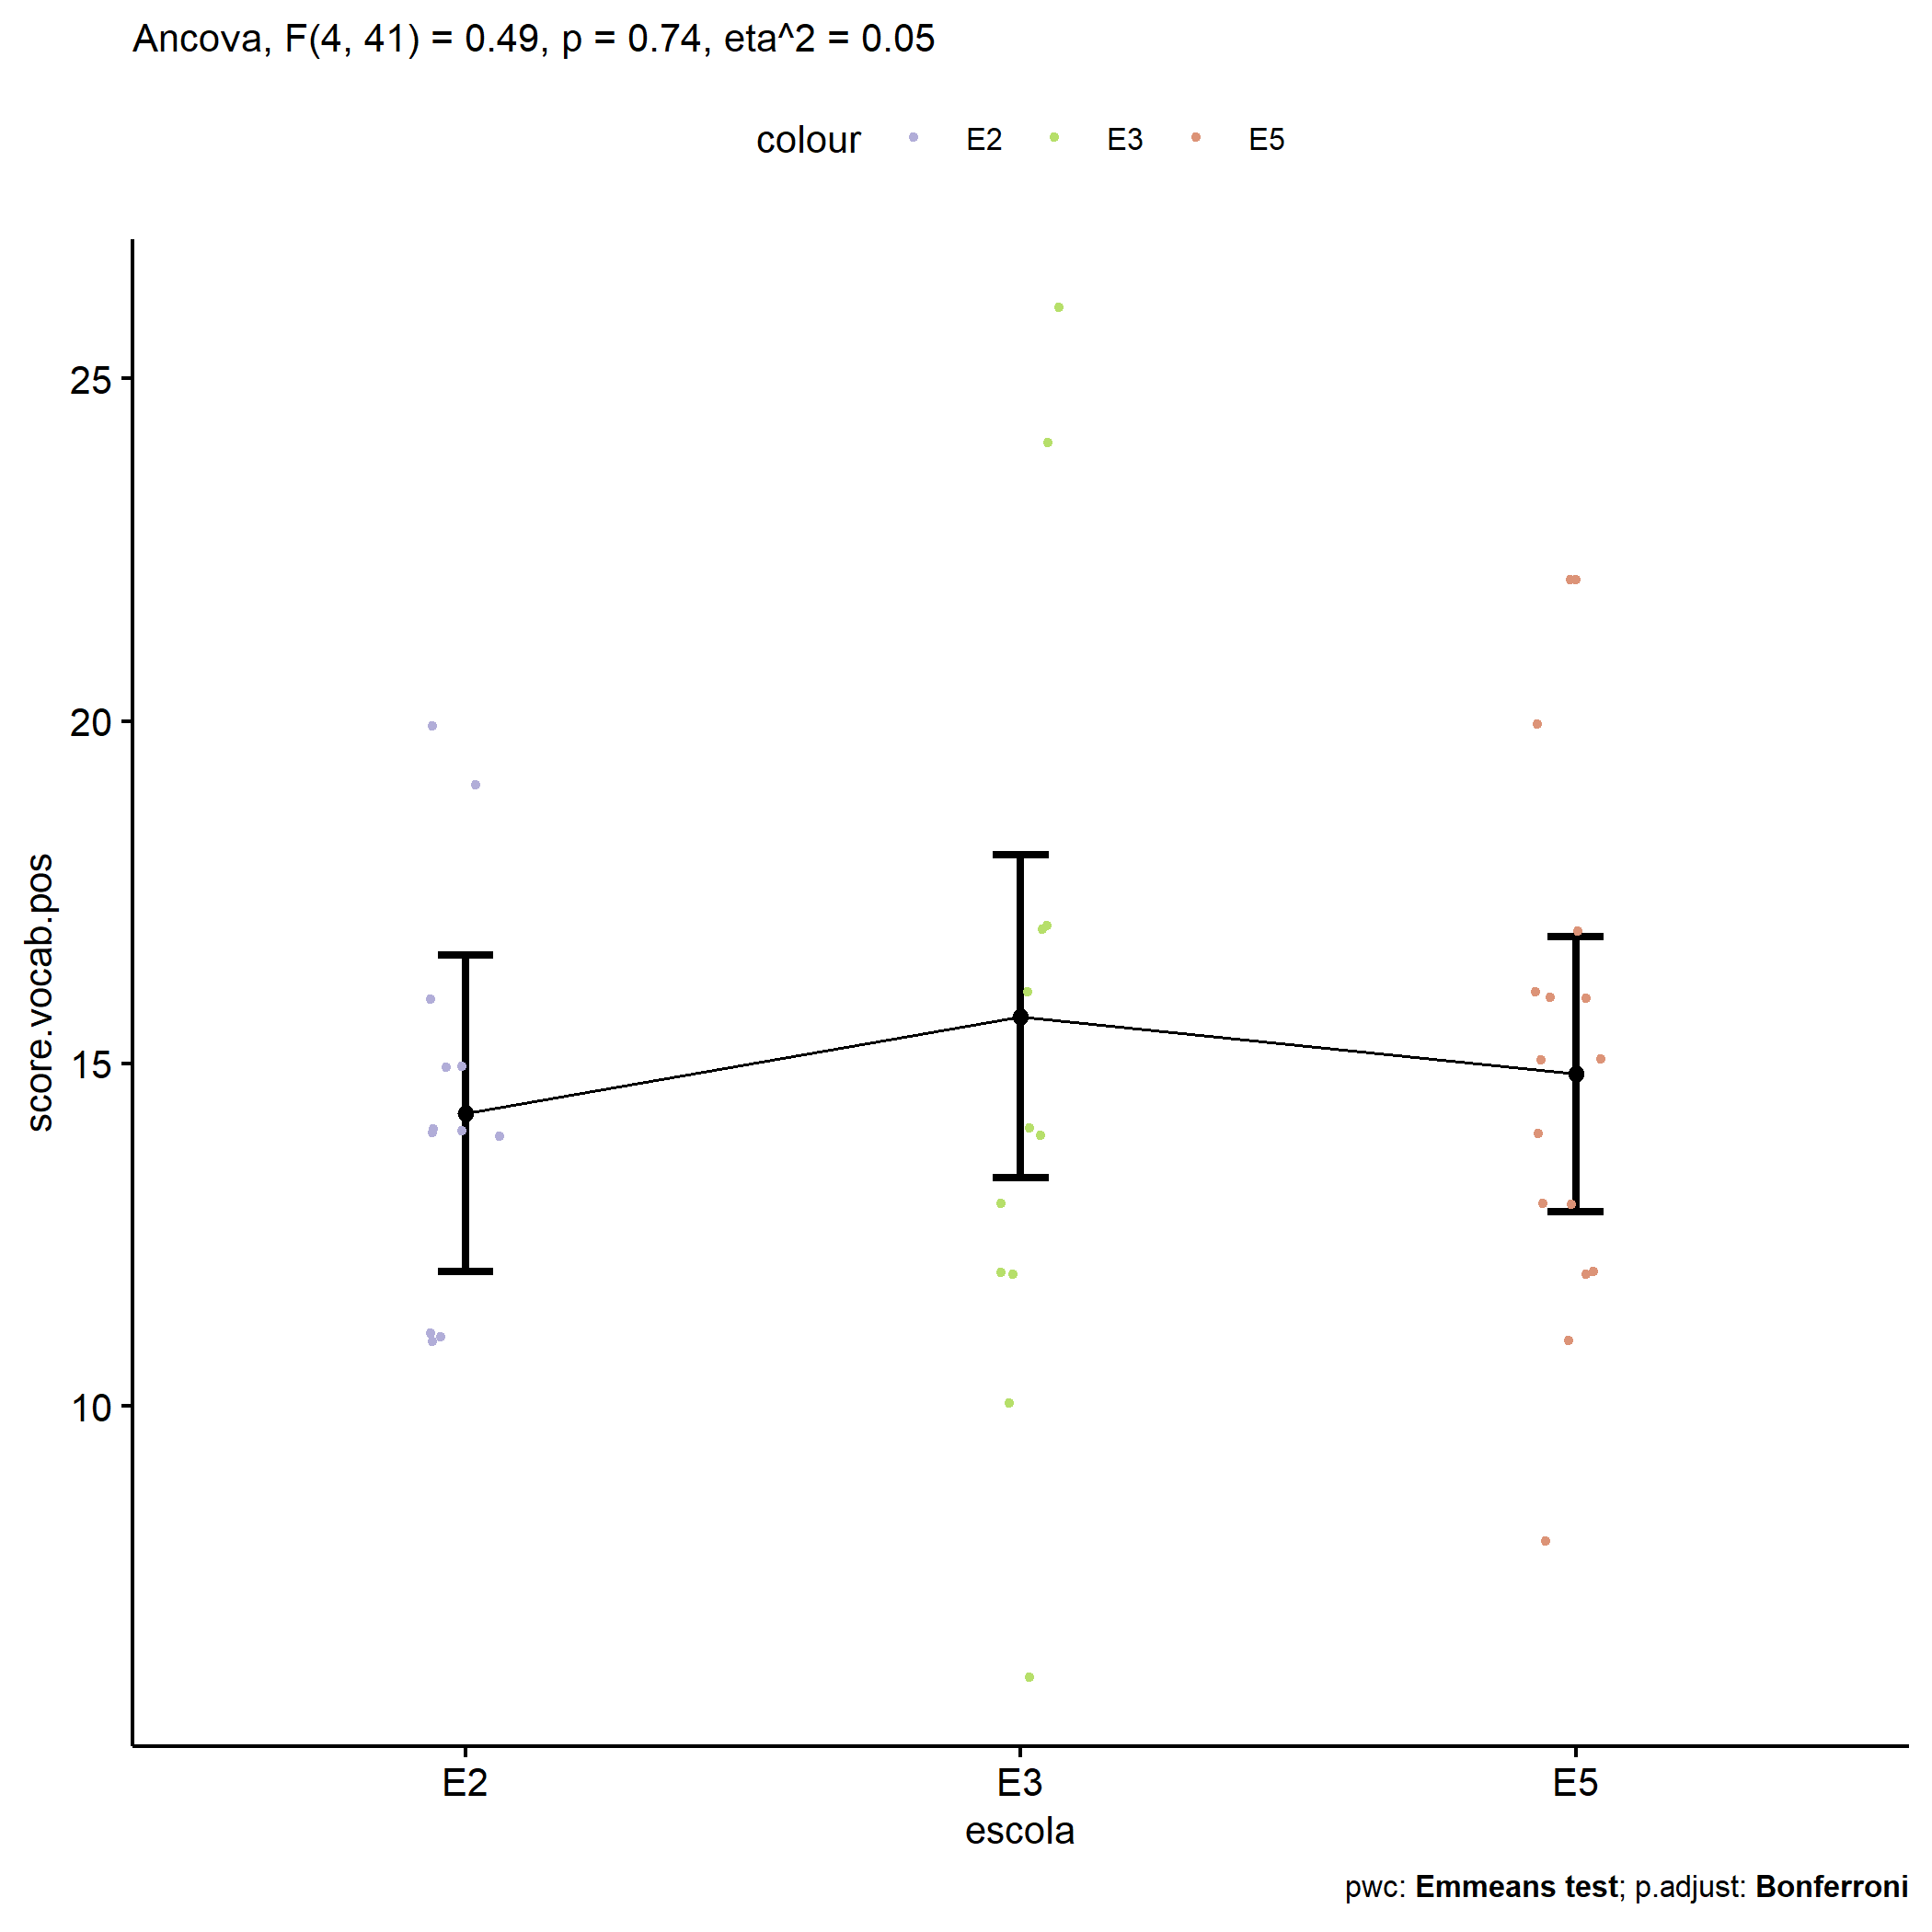 Ancova, F(4, 41) = 0.49, p = 0.74, eta^2 = 0.05
colour E2 E3 E5
score.vocab.pos
25
20
15
10
E2 E3 E5
escola
pwc: Emmeans test; p.adjust: Bonferroni